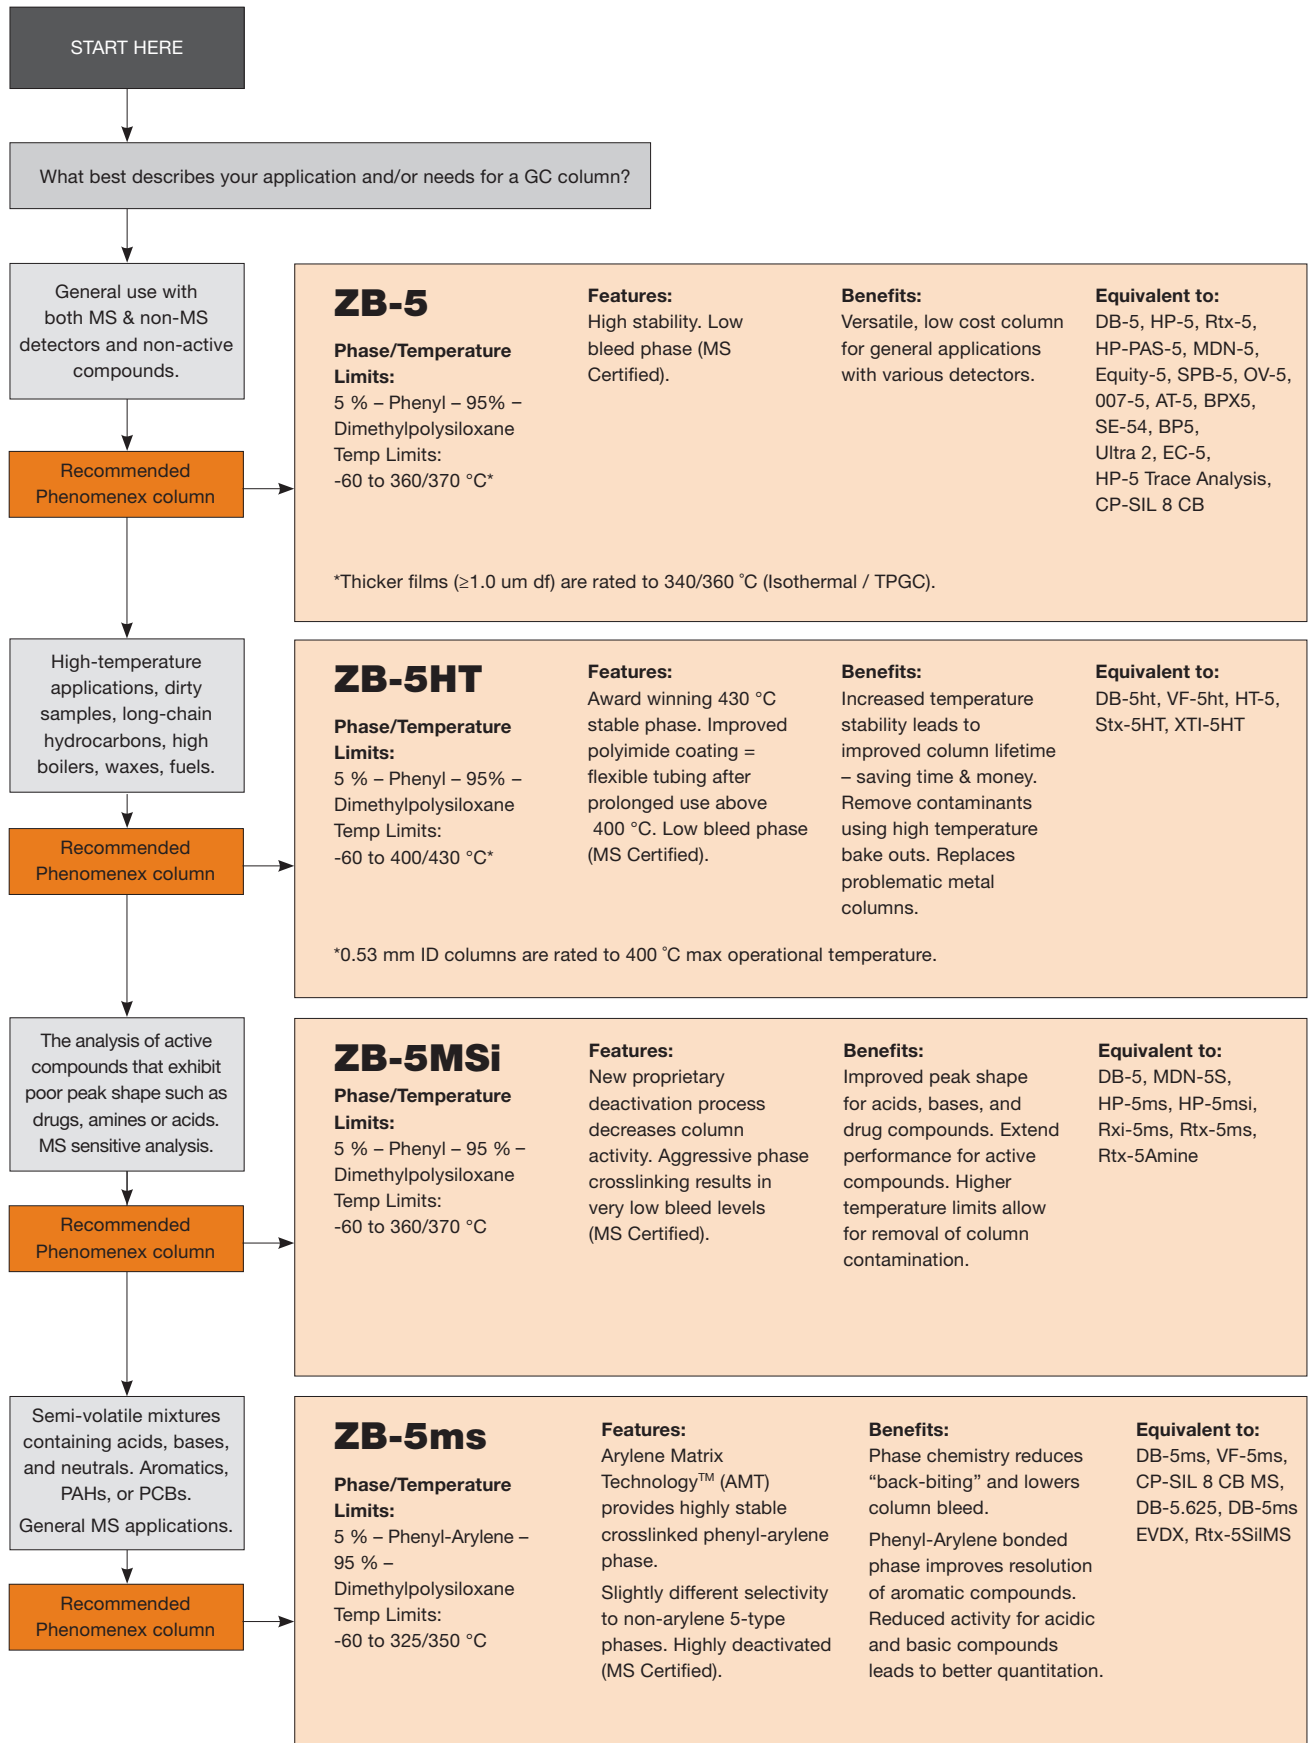 START HERE
What best describes your application and/or needs for a GC column?
General use with
both MS & non-MS
detectors and non-active
compounds.
Recommended
Phenomenex column
ZB-5
Phase/Temperature
Limits:
5 % – Phenyl – 95% –
Dimethylpolysiloxane
Temp Limits:
-60 to 360/370 °C*
Features:
High stability. Low
bleed phase (MS
Certified).
Benefits:
Versatile, low cost column
for general applications
with various detectors.
Equivalent to:
DB-5, HP-5, Rtx-5,
HP-PAS-5, MDN-5,
Equity-5, SPB-5, OV-5,
007-5, AT-5, BPX5,
SE-54, BP5,
Ultra 2, EC-5,
HP-5 Trace Analysis,
CP-SIL 8 CB
*Thicker films (≥1.0 um df) are rated to 340/360 ˚C (Isothermal / TPGC).
High-temperature
applications, dirty
samples, long-chain
hydrocarbons, high
boilers, waxes, fuels.
Recommended
Phenomenex column
ZB-5HT
Phase/Temperature
Limits:
5 % – Phenyl – 95% –
Dimethylpolysiloxane
Temp Limits:
-60 to 400/430 °C*
Features:
Award winning 430 °C
stable phase. Improved
polyimide coating =
flexible tubing after
prolonged use above
400 °C. Low bleed phase
(MS Certified).
Benefits:
Increased temperature
stability leads to
improved column lifetime
– saving time & money.
Remove contaminants
using high temperature
bake outs. Replaces
problematic metal
columns.
Equivalent to:
DB-5ht, VF-5ht, HT-5,
Stx-5HT, XTI-5HT
*0.53 mm ID columns are rated to 400 ˚C max operational temperature.
The analysis of active
compounds that exhibit
poor peak shape such as
drugs, amines or acids.
MS sensitive analysis.
Recommended
Phenomenex column
ZB-5MSi
Phase/Temperature
Limits:
5 % – Phenyl – 95 % –
Dimethylpolysiloxane
Temp Limits:
-60 to 360/370 °C
Features:
New proprietary
deactivation process
decreases column
activity. Aggressive phase
crosslinking results in
very low bleed levels
(MS Certified).
Benefits:
Improved peak shape
for acids, bases, and
drug compounds. Extend
performance for active
compounds. Higher
temperature limits allow
for removal of column
contamination.
Equivalent to:
DB-5, MDN-5S,
HP-5ms, HP-5msi,
Rxi-5ms, Rtx-5ms,
Rtx-5Amine
Semi-volatile mixtures
containing acids, bases,
and neutrals. Aromatics,
PAHs, or PCBs.
General MS applications.
Recommended
Phenomenex column
ZB-5ms
Phase/Temperature
Limits:
5 % – Phenyl-Arylene –
95 % –
Dimethylpolysiloxane
Temp Limits:
-60 to 325/350 °C
Features:
Arylene Matrix
Technology™ (AMT)
provides highly stable
crosslinked phenyl-arylene
phase.
Slightly different selectivity
to non-arylene 5-type
phases. Highly deactivated
(MS Certified).
Benefits:
Phase chemistry reduces
“back-biting” and lowers
column bleed.
Phenyl-Arylene bonded
phase improves resolution
of aromatic compounds.
Reduced activity for acidic
and basic compounds
leads to better quantitation.
Equivalent to:
DB-5ms, VF-5ms,
CP-SIL 8 CB MS,
DB-5.625, DB-5ms
EVDX, Rtx-5SilMS